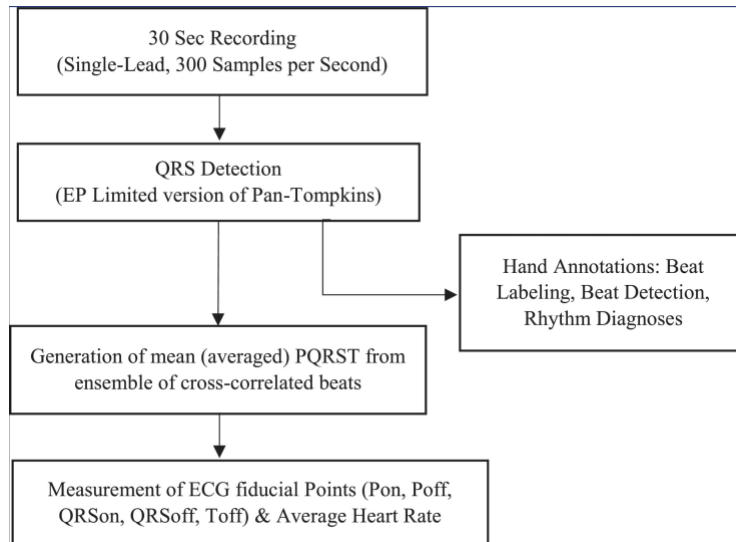 30 Sec Recording
(Single-Lead, 300 Samples per Second)
QRS Detection
(EP Limited version of Pan-Tompkins)
Hand Annotations: Beat
Labeling, Beat Detection,
Rhythm Diagnoses
Generation of mean (averaged) PQRST from
ensemble of cross-correlated beats
Measurement of ECG fiducial Points (Pon, Poff,
QRSon, QRSoff, Toff) & Average Heart Rate